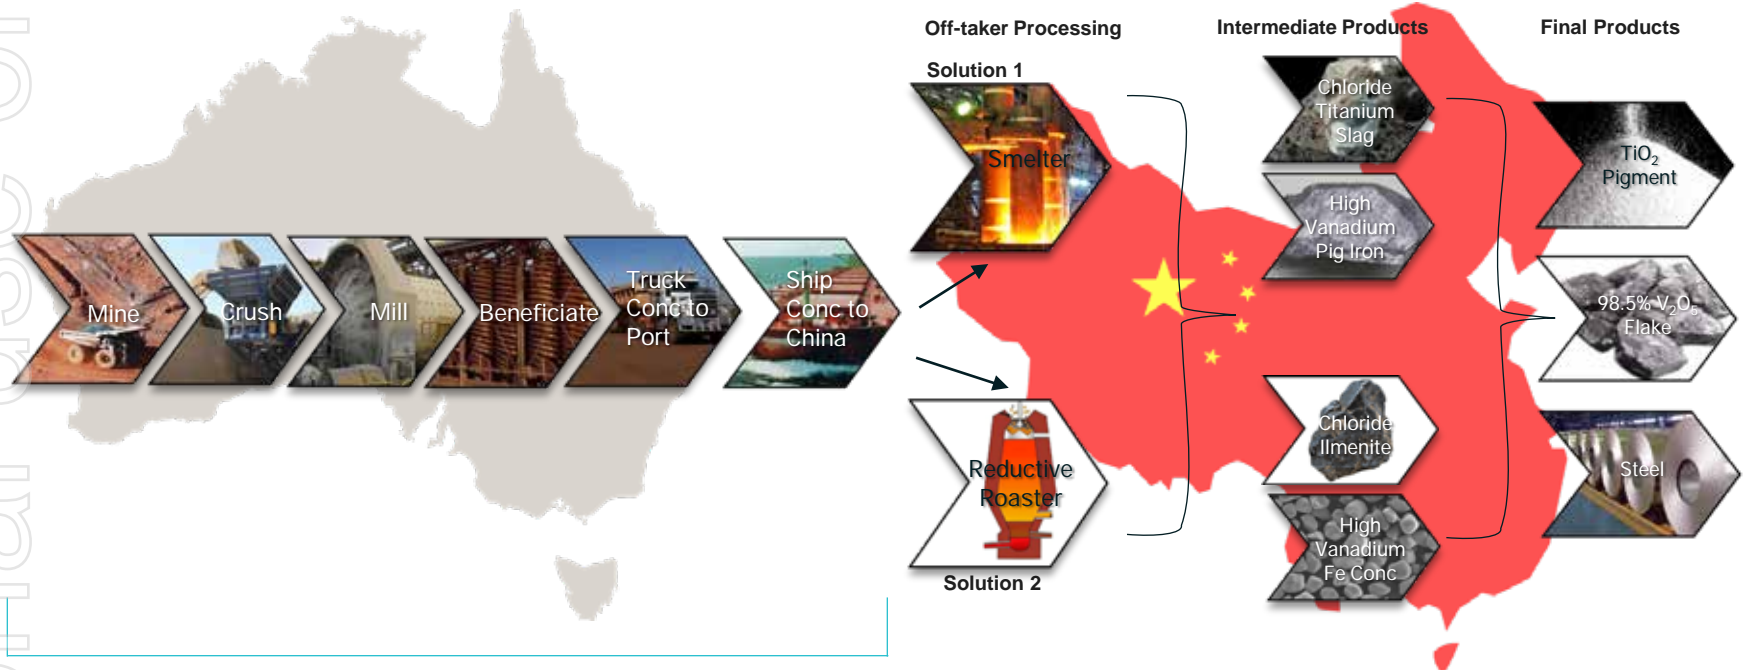 Off-taker Processing
Intermediate Products
Final Products
Solution 1
Smelter
Chloride
Titanium
Slag
High
Vanadium
Pig Iron
TiO₂
Pigment
Mine
Crush
Mill
Beneficiate
Truck
Conc to
Port
Ship
Conc to
China
98.5% V₂O₅
Flake
Reductive
Roaster
Solution 2
Chloride
Ilmenite
High
Vanadium
Fe Conc
Steel